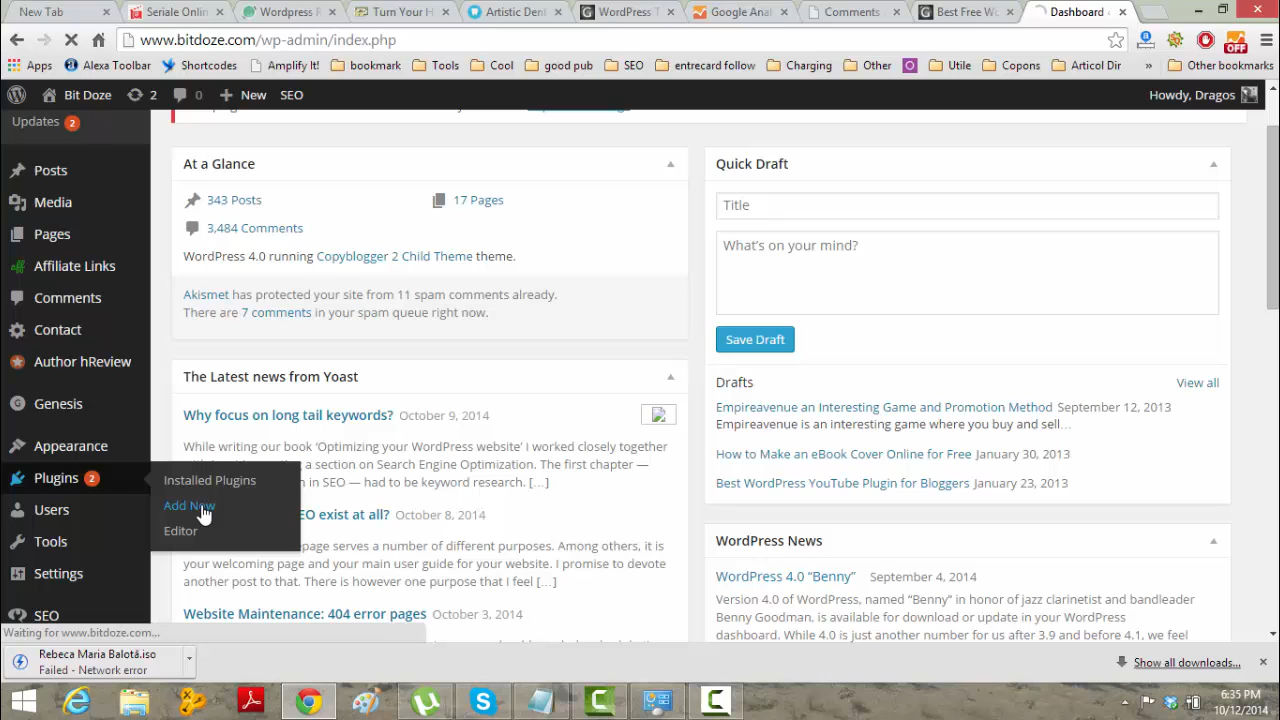 New Tab
Seriale Onlin
Wordpress R
Turn Your H
Artistic Den
WordPress T
Google Anal
Comments
Best Free Wo
Dashboard
www.bitdoze.com/wp-admin/index.php
Apps
Alexa Toolbar
Shortcodes
Amplify It!
bookmark
Tools
Cool
good pub
SEO
entrecard follow
Charging
Other
Utile
Copons
Articol Dir
»
Other bookmarks
OFF
Bit Doze
2
0
New
SEO
Howdy, Dragos
Updates 2
Posts
Media
Pages
Affiliate Links
Comments
Contact
Author hReview
Genesis
Appearance
Plugins 2
Users
Tools
Settings
SEO
Installed Plugins
Add New
Editor
At a Glance
343 Posts
17 Pages
3,484 Comments
WordPress 4.0 running Copyblogger 2 Child Theme theme.
Akismet has protected your site from 11 spam comments already.
There are 7 comments in your spam queue right now.
The Latest news from Yoast
Why focus on long tail keywords? October 9, 2014
While writing our book ‘Optimizing your WordPress website’ I worked closely together
a section on Search Engine Optimization. The first chapter —
in SEO — had to be keyword research. […]
EO exist at all? October 8, 2014
page serves a number of different purposes. Among others, it is
your welcoming page and your main user guide for your website. I promise to devote
another post to that. There is however one purpose that I feel […]
Website Maintenance: 404 error pages October 3, 2014
Quick Draft
Title
What's on your mind?
Save Draft
Drafts
View all
Empireavenue an Interesting Game and Promotion Method September 12, 2013
Empireavenue is an interesting game where you buy and sell…
How to Make an eBook Cover Online for Free January 30, 2013
Best WordPress YouTube Plugin for Bloggers January 23, 2013
WordPress News
WordPress 4.0 “Benny” September 4, 2014
Version 4.0 of WordPress, named “Benny” in honor of jazz clarinetist and bandleader
Benny Goodman, is available for download or update in your WordPress
dashboard. While 4.0 is just another number for us after 3.9 and before 4.1, we feel
Waiting for www.bitdoze.com...
Rebeca Maria Balotă.iso
Failed - Network error
Show all downloads...
6:35 PM
10/12/2014